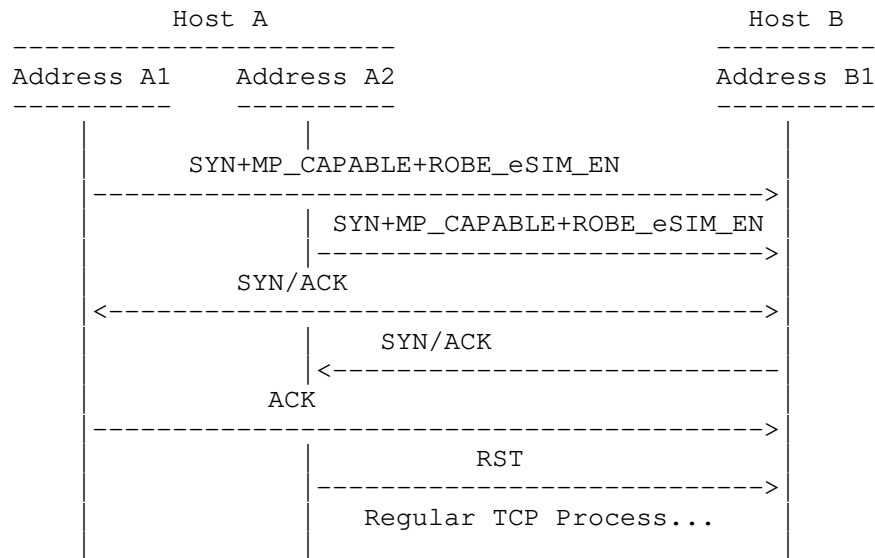 Host A Host B
Address A1 Address A2 Address B1
SYN+MP_CAPABLE+ROBE_eSIM_EN
SYN+MP_CAPABLE+ROBE_eSIM_EN
SYN/ACK
SYN/ACK
ACK
RST
Regular TCP Process...